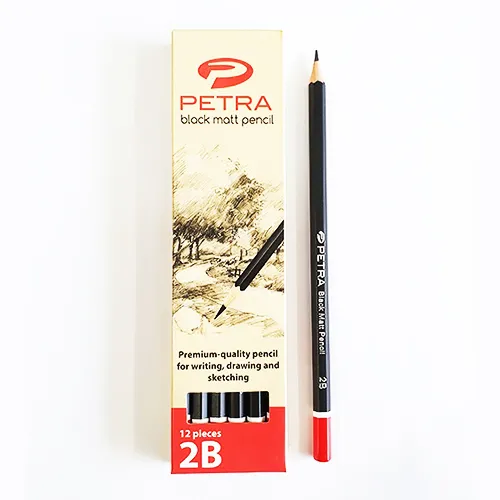 PETRA
black matt pencil
Premium-quality pencil
for writing, drawing and
sketching
12 pieces
2B
PETRA Black Matt Pencil 2B